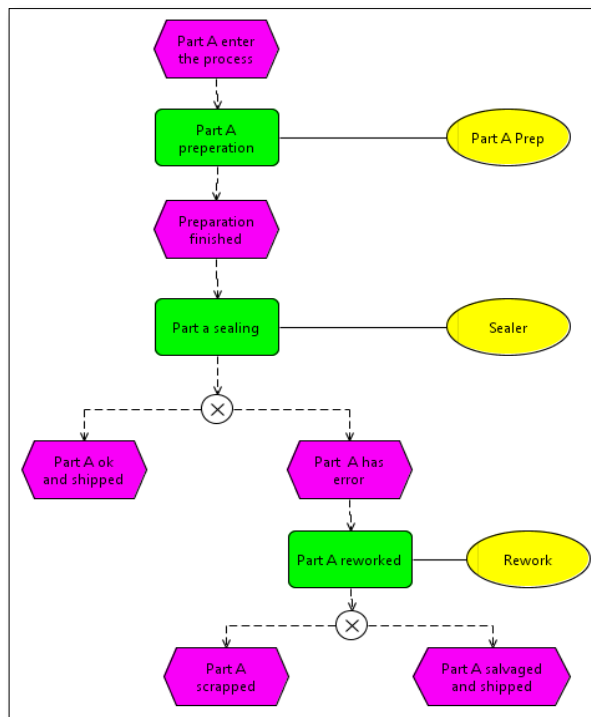 Part A enter
the process
Part A
preperation
Part A Prep
Preparation
finished
Part a sealing
Sealer
Part A ok
and shipped
Part A has
error
Part A reworked
Rework
Part A
scrapped
Part A salvaged
and shipped